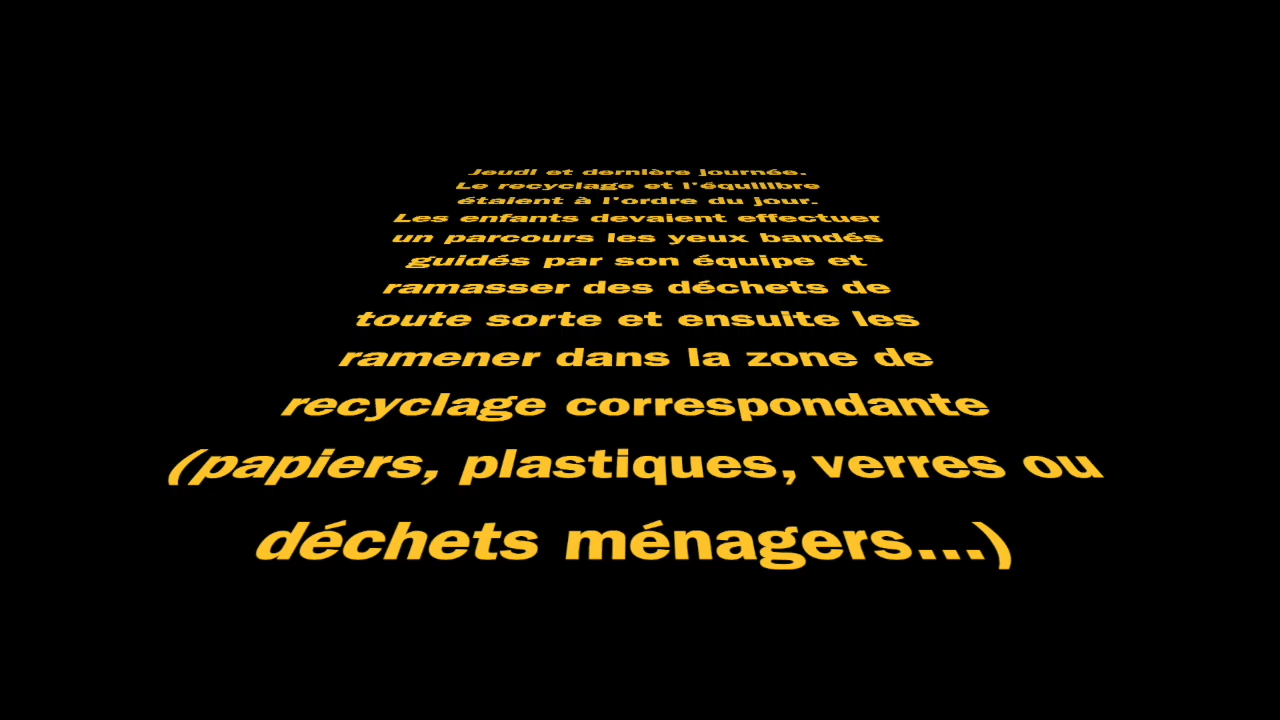 Jeudi et dernière journée.
Le recyclage et l'équilibre
étaient à l'ordre du jour.
Les enfants devaient effectuer
un parcours les yeux bandés
guidés par son équipe et
ramasser des déchets de
toute sorte et ensuite les
ramener dans la zone de
recyclage correspondante
(papiers, plastiques, verres ou
déchets ménagers...)